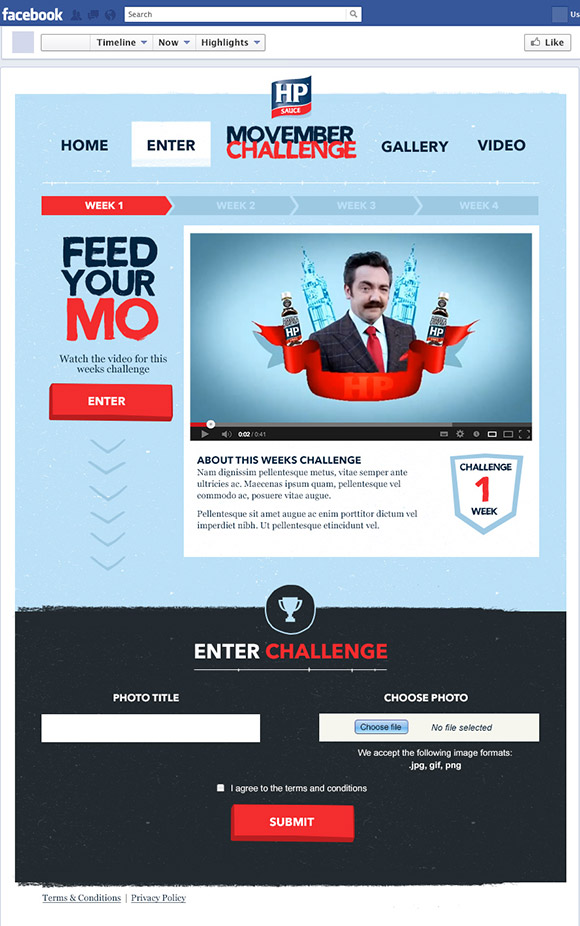 facebook
Search
Us
Timeline
Now
Highlights
Like
HP
SAUCE
HOME
ENTER
MOVEMBER
CHALLENGE
GALLERY
VIDEO
WEEK 1
WEEK 2
WEEK 3
WEEK 4
FEED
YOUR
MO
Watch the video for this
weeks challenge
ENTER
HP
HP
HP
0:02 / 0:41
ABOUT THIS WEEKS CHALLENGE
Nam dignissim pellentesque metus, vitae semper ante
ultricies ac. Maecenas ipsum quam, pellentesque vel
commodo ac, posuere vitae augue.
Pellentesque sit amet augue ac enim porttitor dictum vel
imperdiet nibh. Ut pellentesque etincidunt vel.
CHALLENGE
1
WEEK
ENTER CHALLENGE
PHOTO TITLE
CHOOSE PHOTO
Choose file
No file selected
We accept the following image formats:
.jpg, gif, png
I agree to the terms and conditions
SUBMIT
Terms & Conditions | Privacy Policy